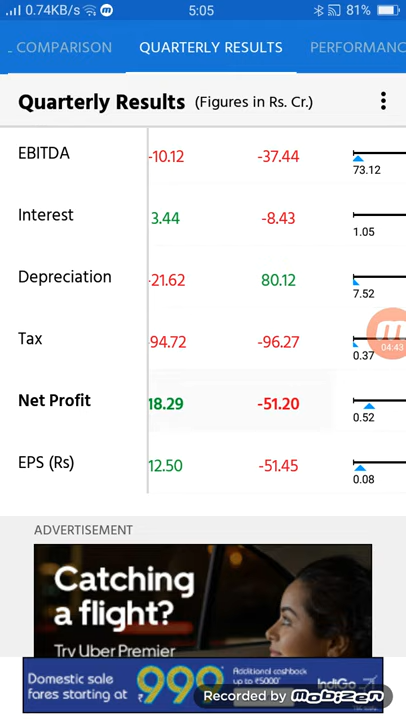 0.74KB/s 5:05 81%
COMPARISON QUARTERLY RESULTS PERFORMANC
Quarterly Results (Figures in Rs. Cr.)
EBITDA -10.12 -37.44 73.12
Interest 3.44 -8.43 1.05
Depreciation -21.62 80.12 7.52
Tax -94.72 -96.27 0.37
04:43
Net Profit 18.29 -51.20 0.52
EPS (Rs) 12.50 -51.45 0.08
ADVERTISEMENT
Catching
a flight?
Try Uber Premier
Domestic sale
fares starting at
₹999*
Additional cashback
up to ₹5000*
IndiGo
Recorded by Mobizen